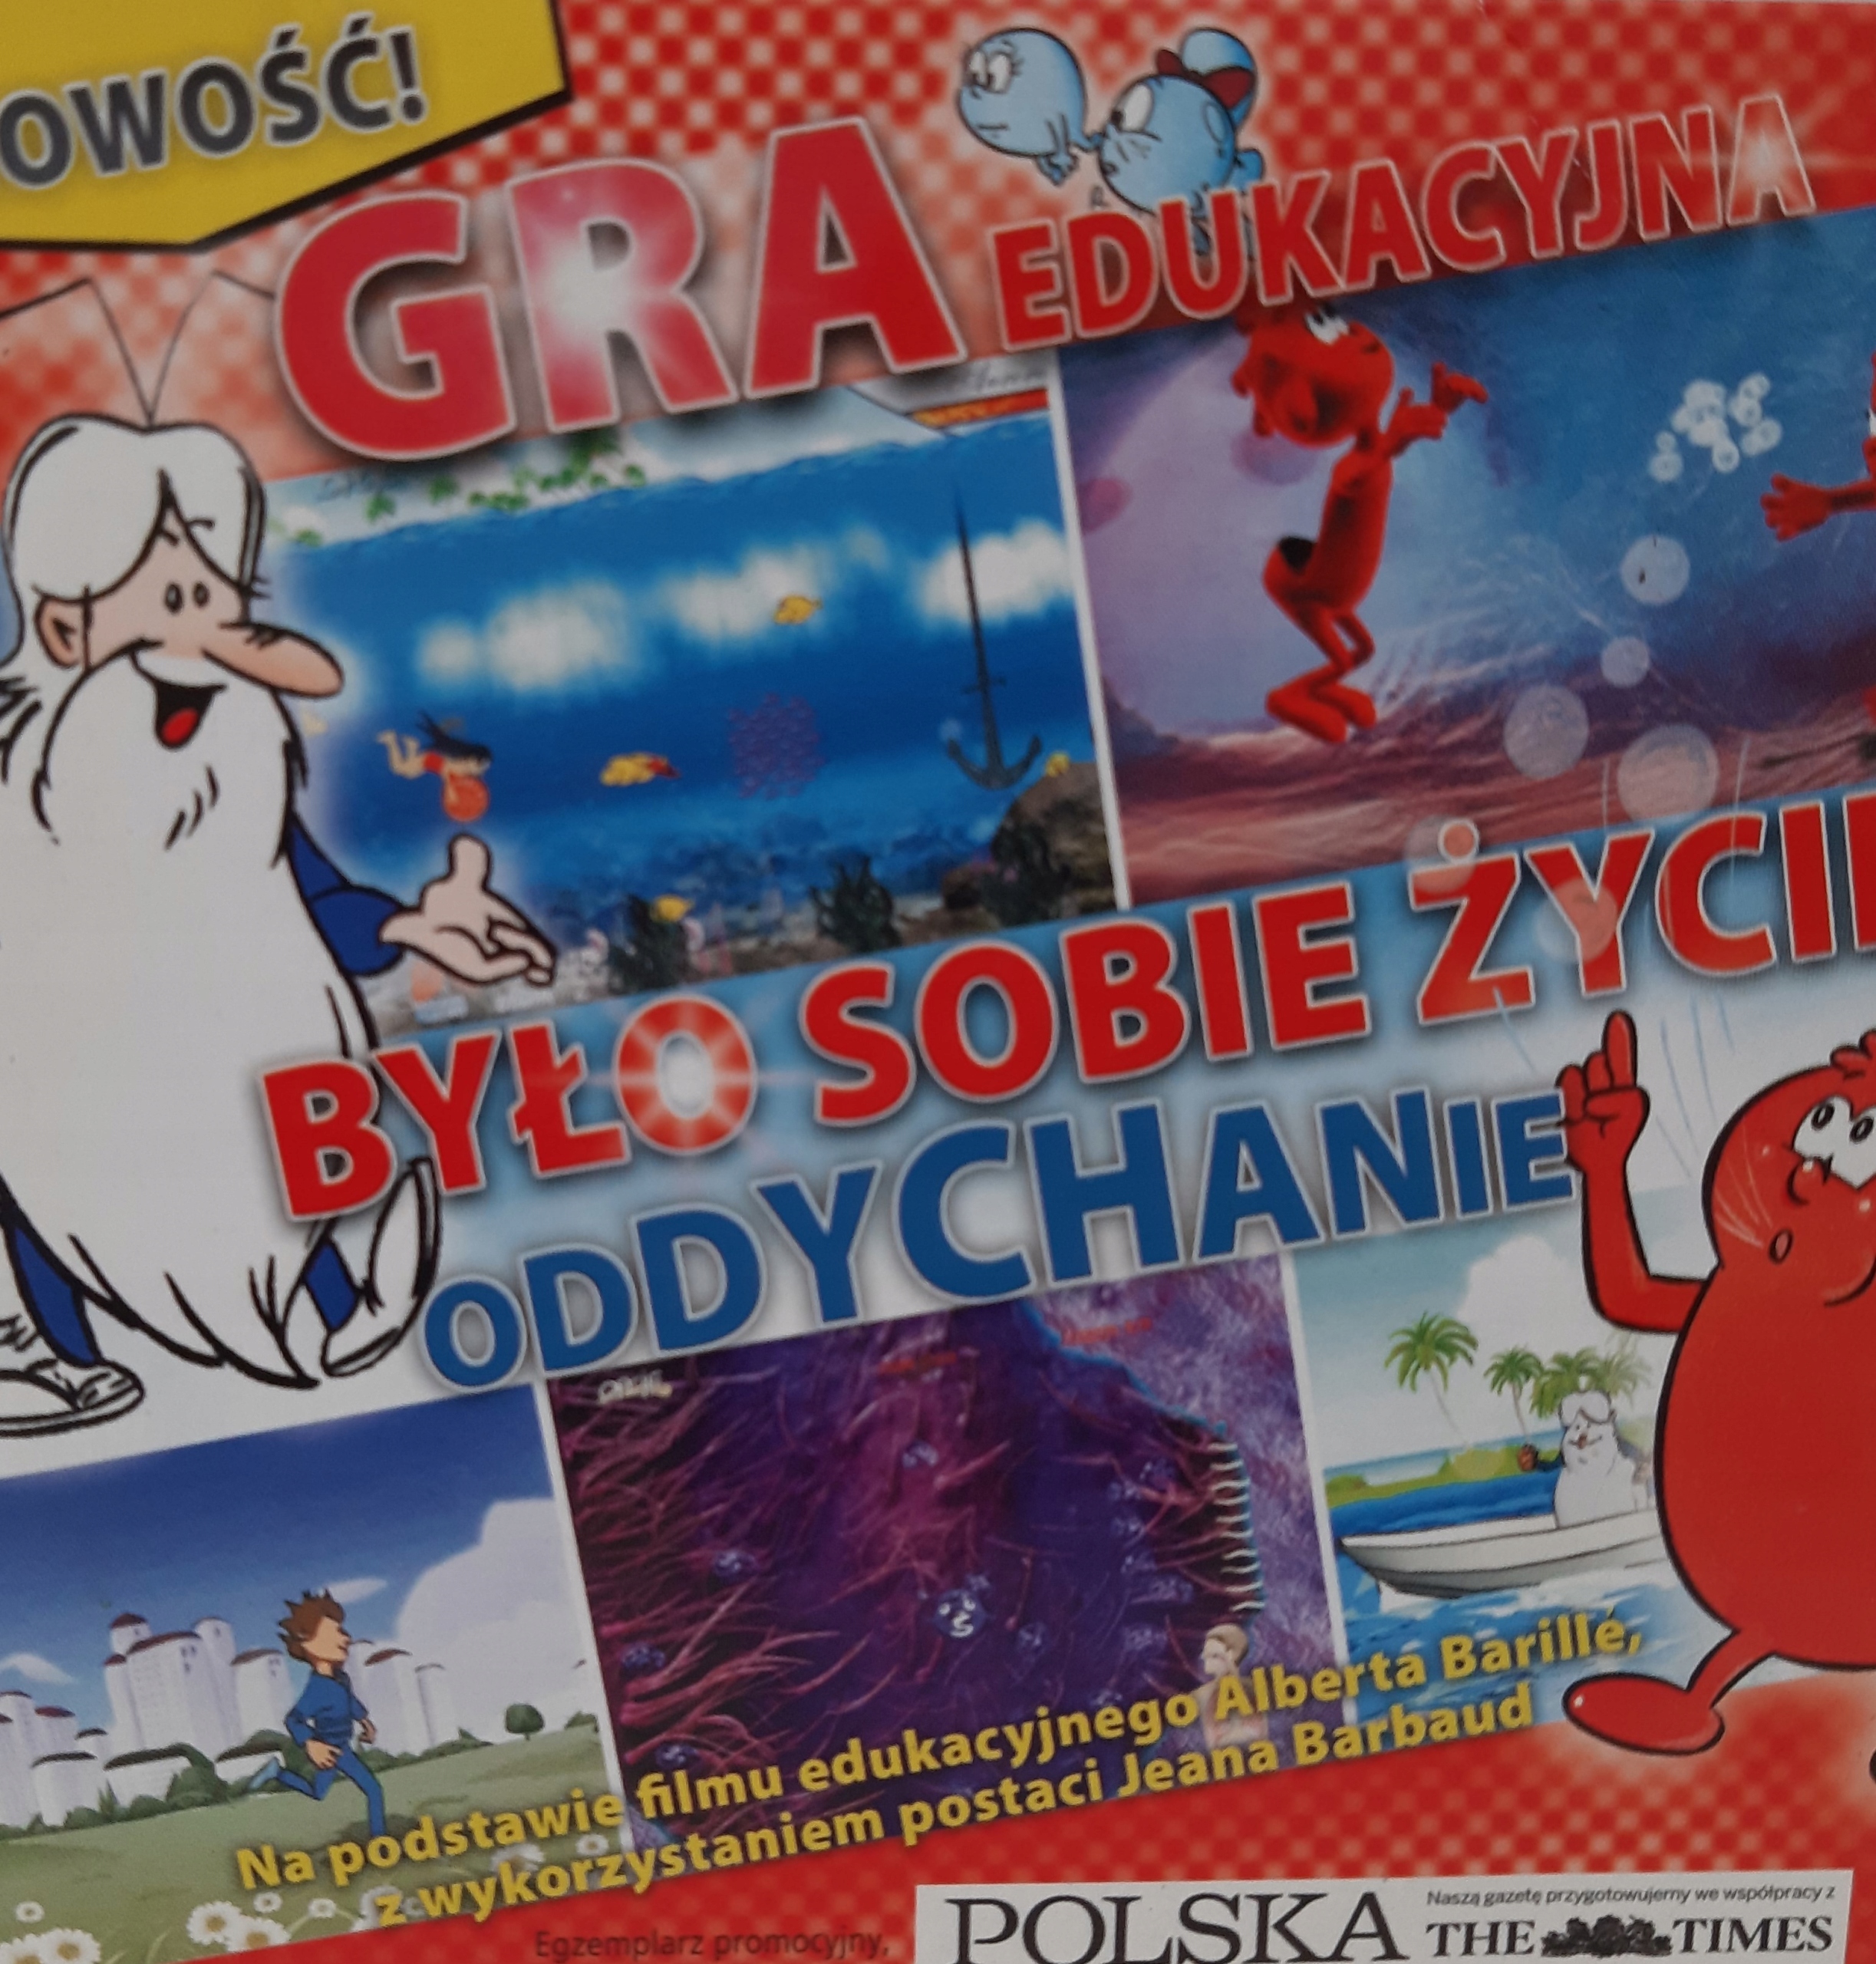 OWOŚĆ!
GRA EDUKACYJNA
BYŁO SOBIE ŻYCI
ODDYCHANIE
Na podstawie filmu edukacyjnego Alberta Barillé,
z wykorzystaniem postaci Jeana Barbaud
Egzemplarz promocyjny,
POLSKA
Naszą gazetę przygotowujemy we współpracy z
THE TIMES